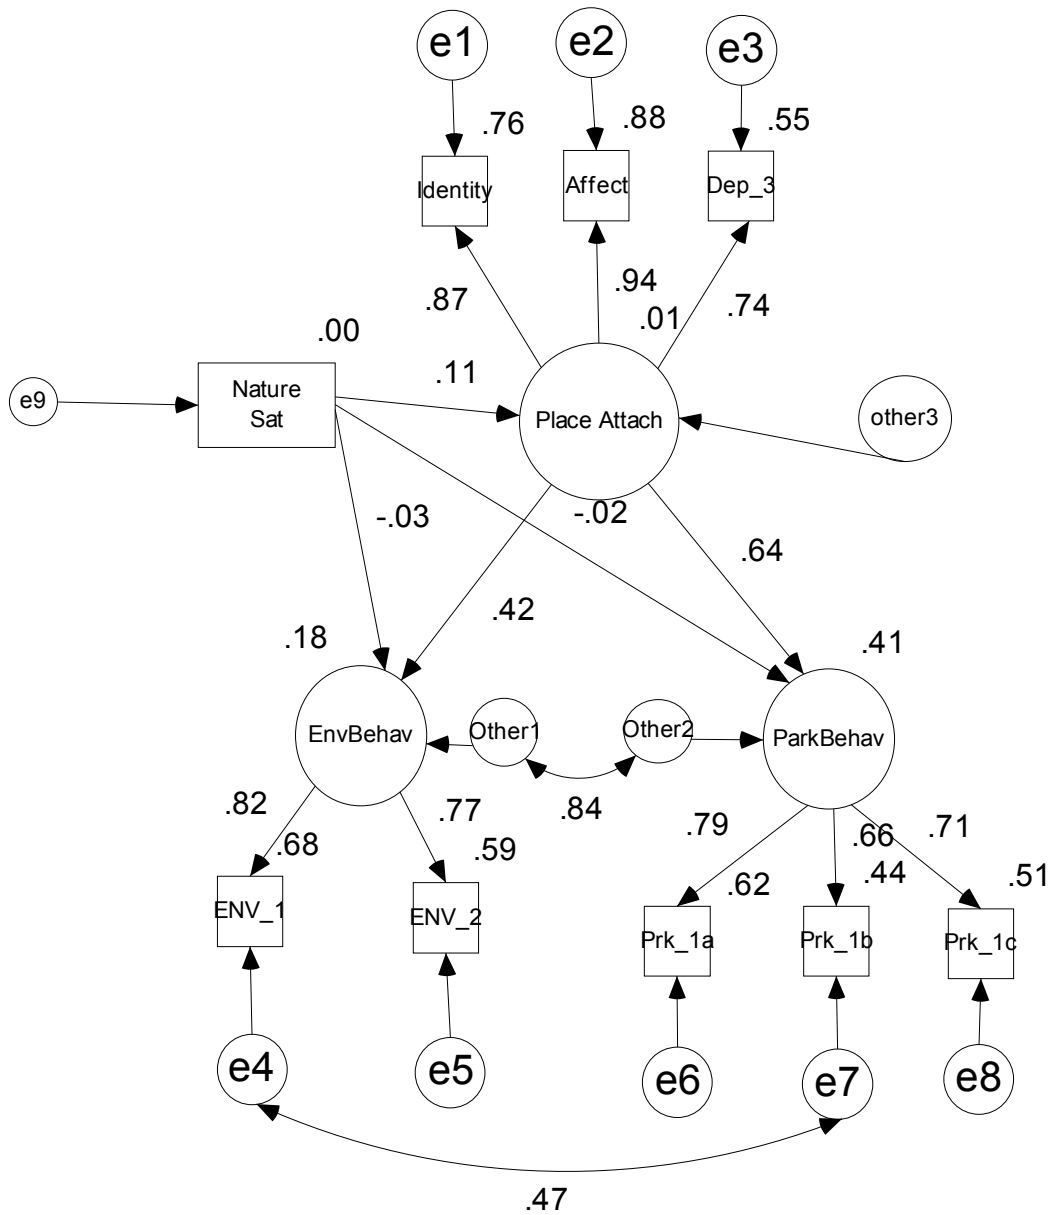 e1
e2
e3
.76
.88
.55
Identity
Affect
Dep_3
.87
.94
.01
.74
.00
.11
e9
Nature
Sat
Place Attach
other3
-.03
-.02
.64
.42
.18
.41
EnvBehav
Other1
Other2
ParkBehav
.82
.77
.84
.79
.66
.71
.68
.59
.62
.44
.51
ENV_1
ENV_2
Prk_1a
Prk_1b
Prk_1c
e4
e5
e6
e7
e8
.47